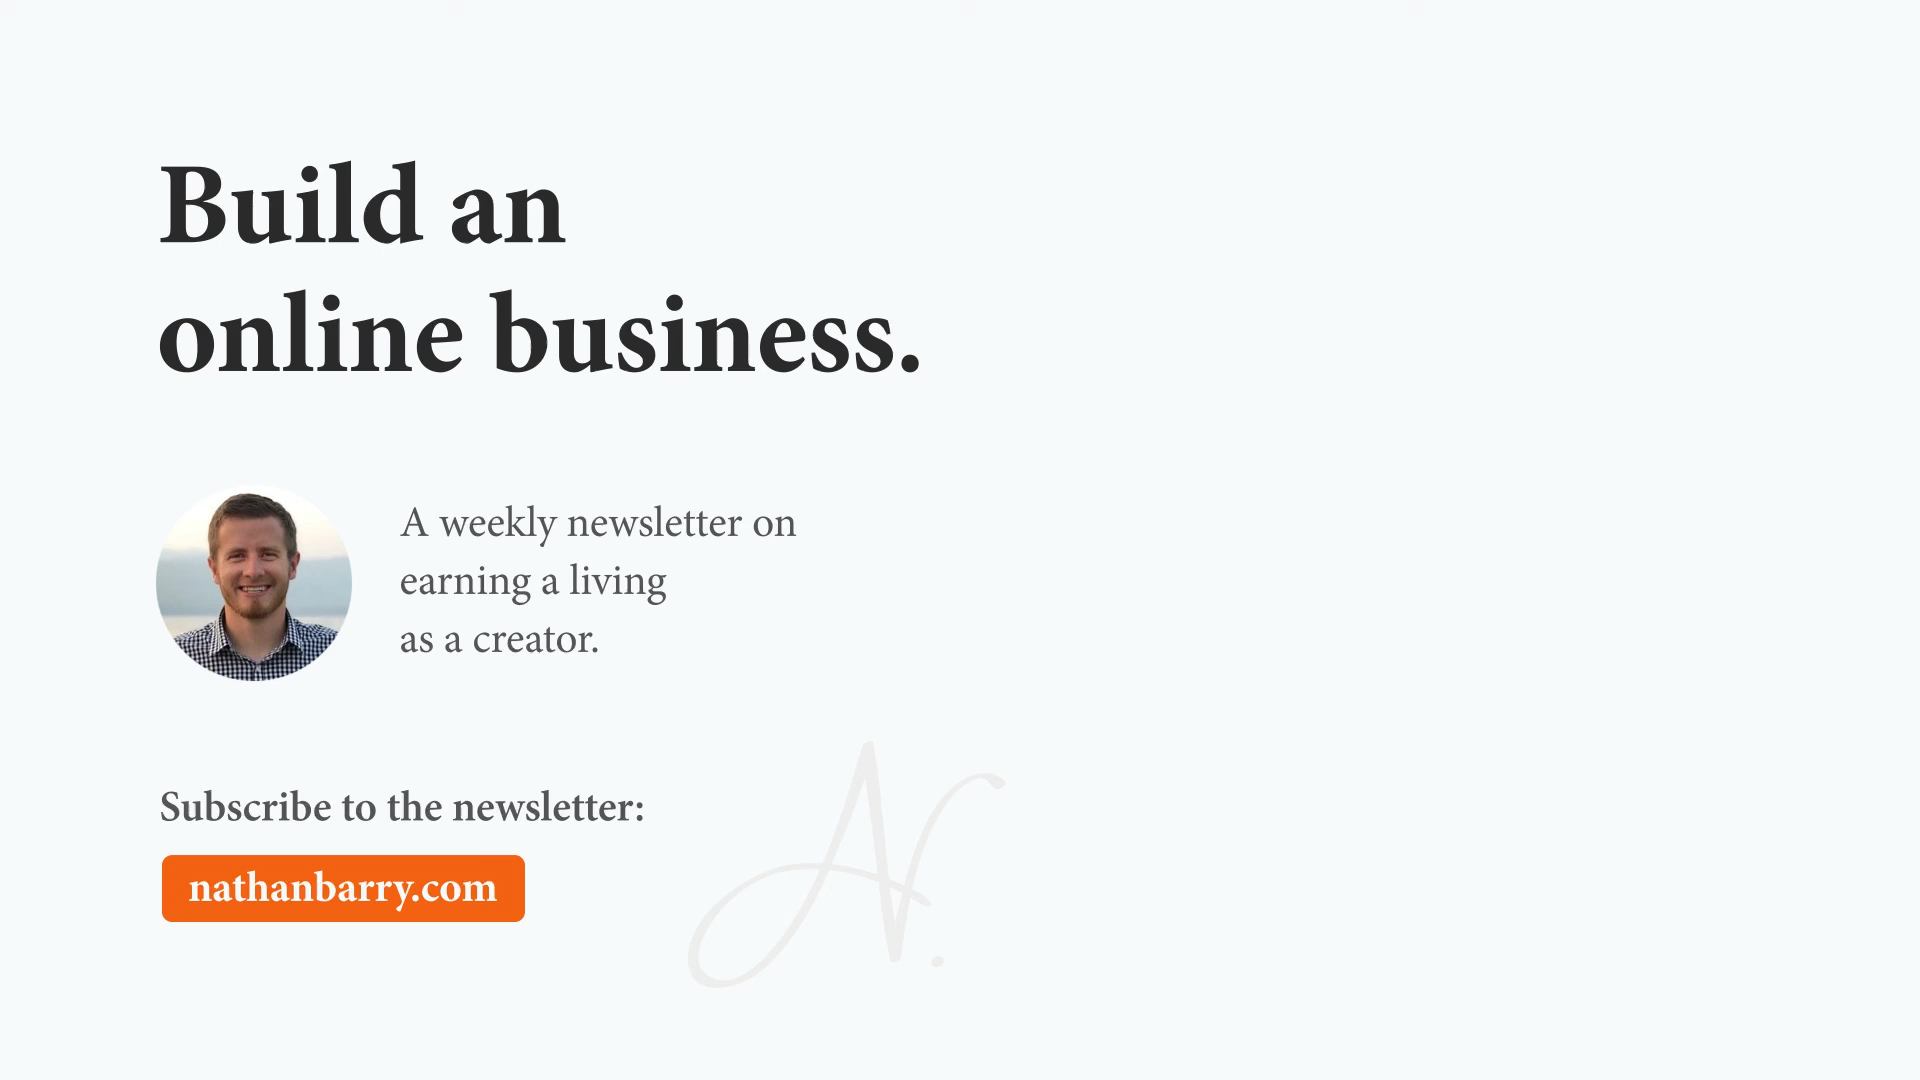 Build an
online business.
A weekly newsletter on
earning a living
as a creator.
Subscribe to the newsletter:
nathanbarry.com
N.